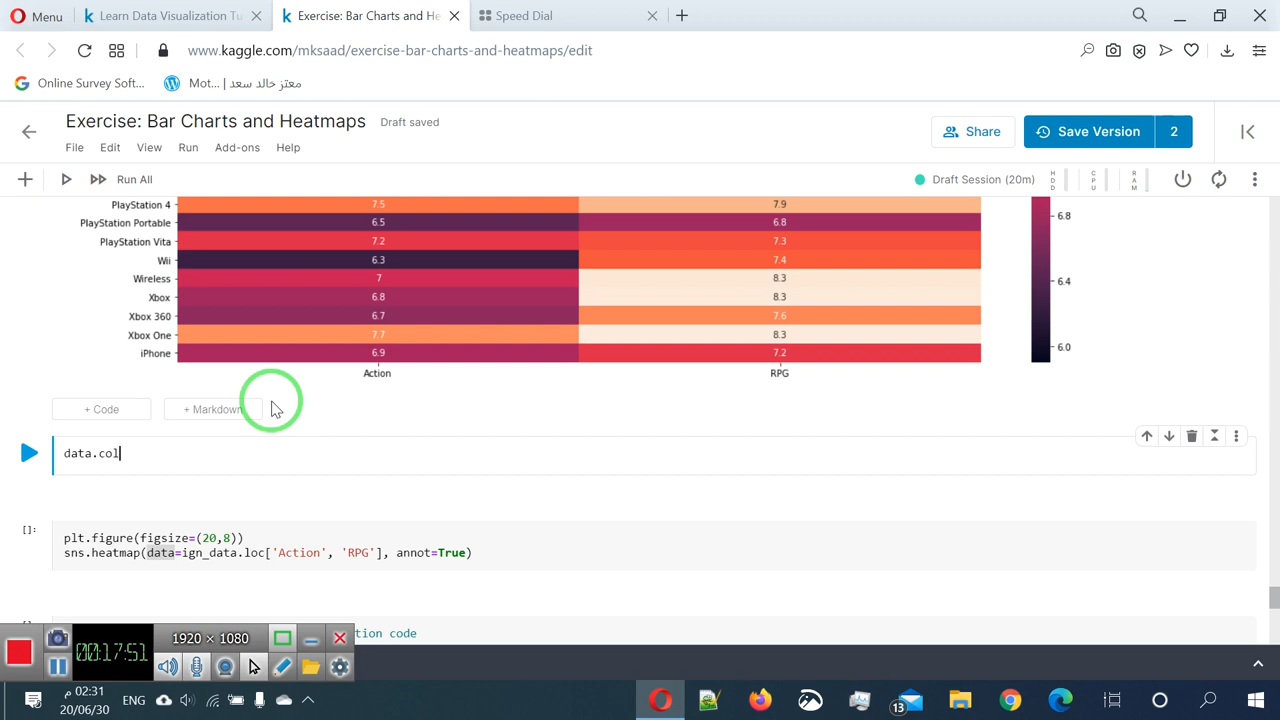 Menu
Learn Data Visualization Tu
Exercise: Bar Charts and He
Speed Dial
www.kaggle.com/mksaad/exercise-bar-charts-and-heatmaps/edit
Online Survey Soft...
Mot... | معتز خالد سعد
Exercise: Bar Charts and Heatmaps
Draft saved
File Edit View Run Add-ons Help
Share
Save Version 2
Run All
Draft Session (20m)
HDD
CPU
RAM
PlayStation 4 7.5 7.9
6.8
PlayStation Portable 6.5 6.8
PlayStation Vita 7.2 7.3
Wii 6.3 7.4
Wireless 7 8.3
6.4
Xbox 6.8 8.3
Xbox 360 6.7 7.6
Xbox One 7.7 8.3
6.0
iPhone 6.9 7.2
Action RPG
+ Code
+ Markdown
data.col
[]:
plt.figure(figsize=(20,8))
sns.heatmap(data=ign_data.loc['Action', 'RPG'], annot=True)
tion code
1920 × 1080
00:17:51
02:31 م
ENG
13
20/06/30